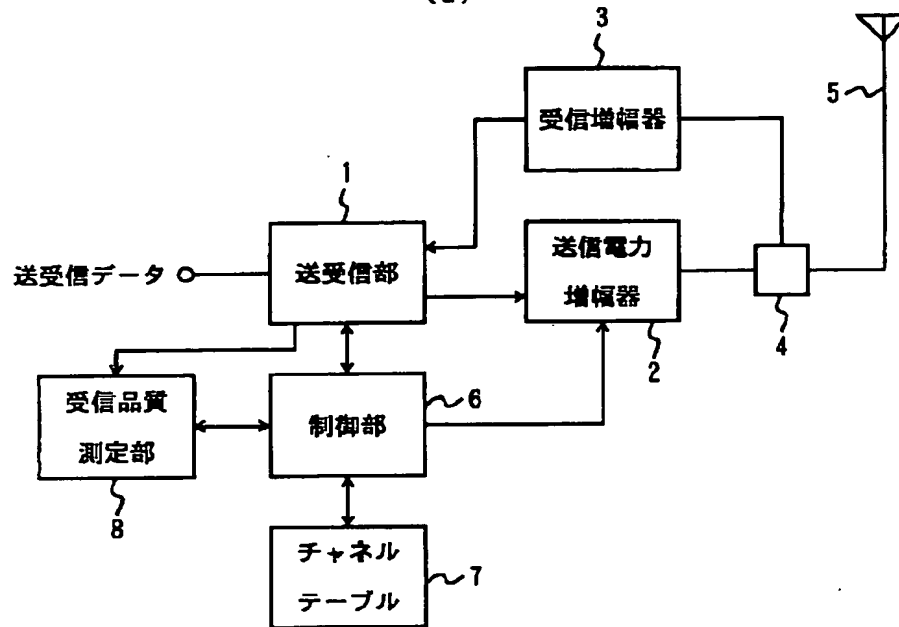 3
受信増幅器
5
1
送受信データ
送受信部
送信電力
増幅器
4
2
受信品質
測定部
8
制御部
6
チャネル
テーブル
7